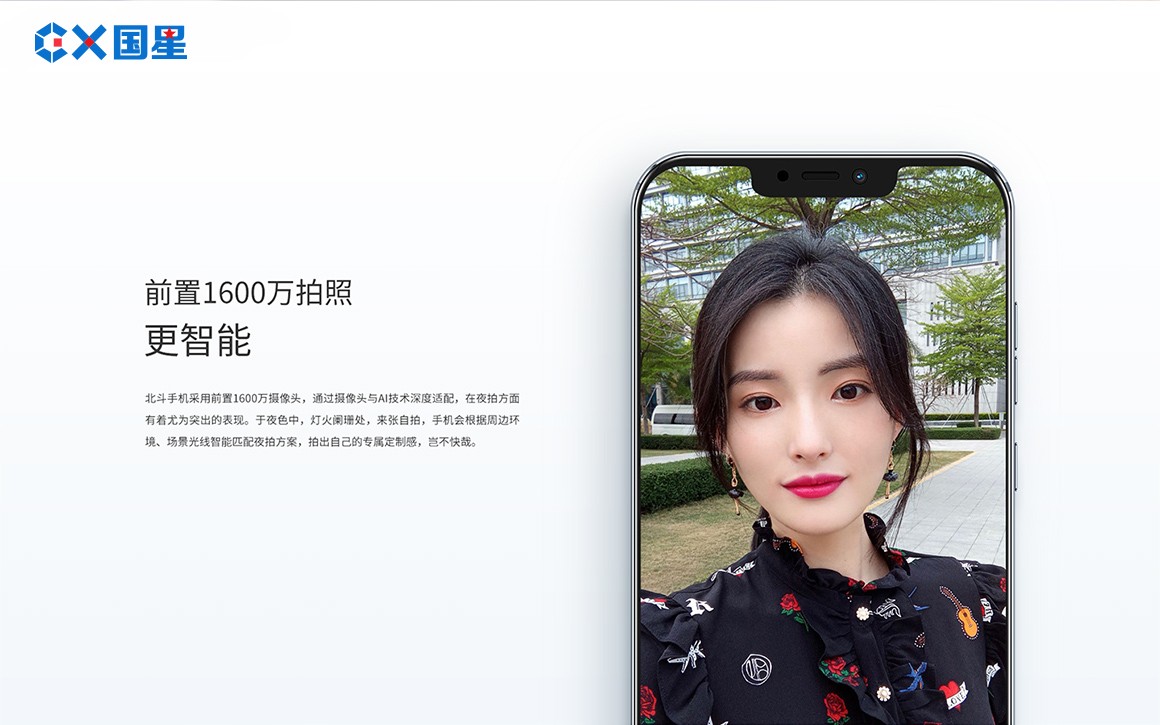 国星
前置1600万拍照
更智能
北斗手机采用前置1600万摄像头，通过摄像头与AI技术深度适配，在夜拍方面
有着尤为突出的表现。于夜色中，灯火阑珊处，来张自拍，手机会根据周边环
境、场景光线智能匹配夜拍方案，拍出自己的专属定制感，岂不快哉。
LOVE